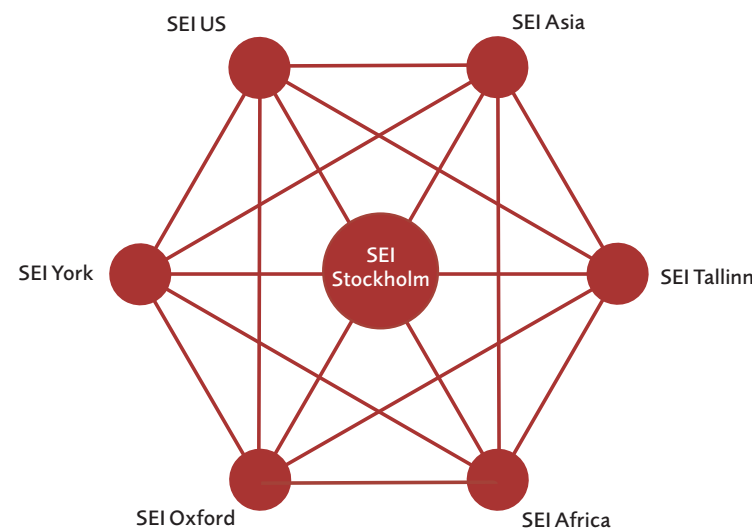 SEI US
SEI Asia
SEI York
SEI
Stockholm
SEI Tallinn
SEI Oxford
SEI Africa